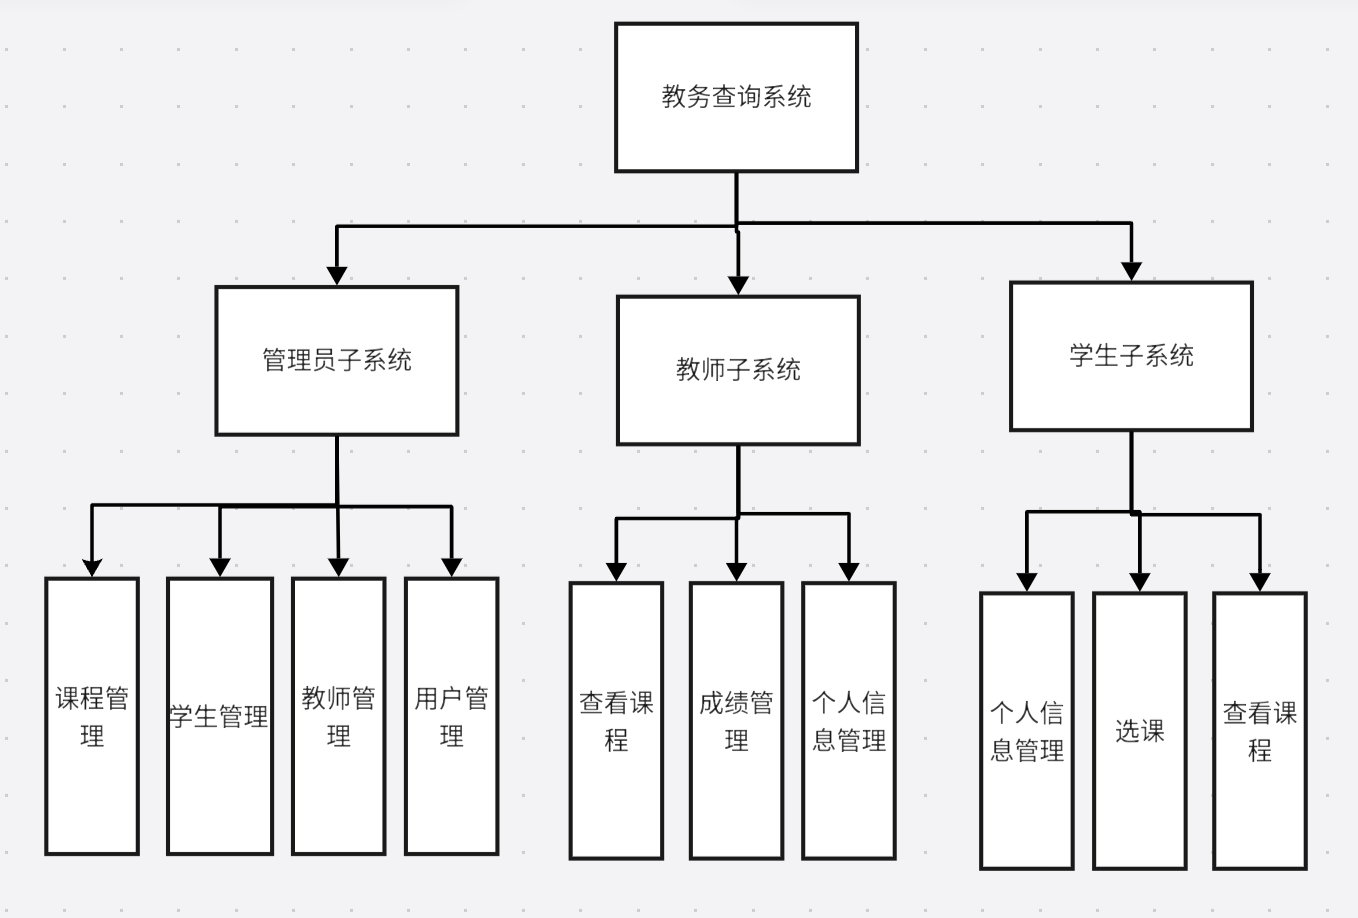 教务查询系统
管理员子系统
教师子系统
学生子系统
课程管
理
学生管理
教师管
理
用户管
理
查看课
程
成绩管
理
个人信
息管理
个人信
息管理
选课
查看课
程